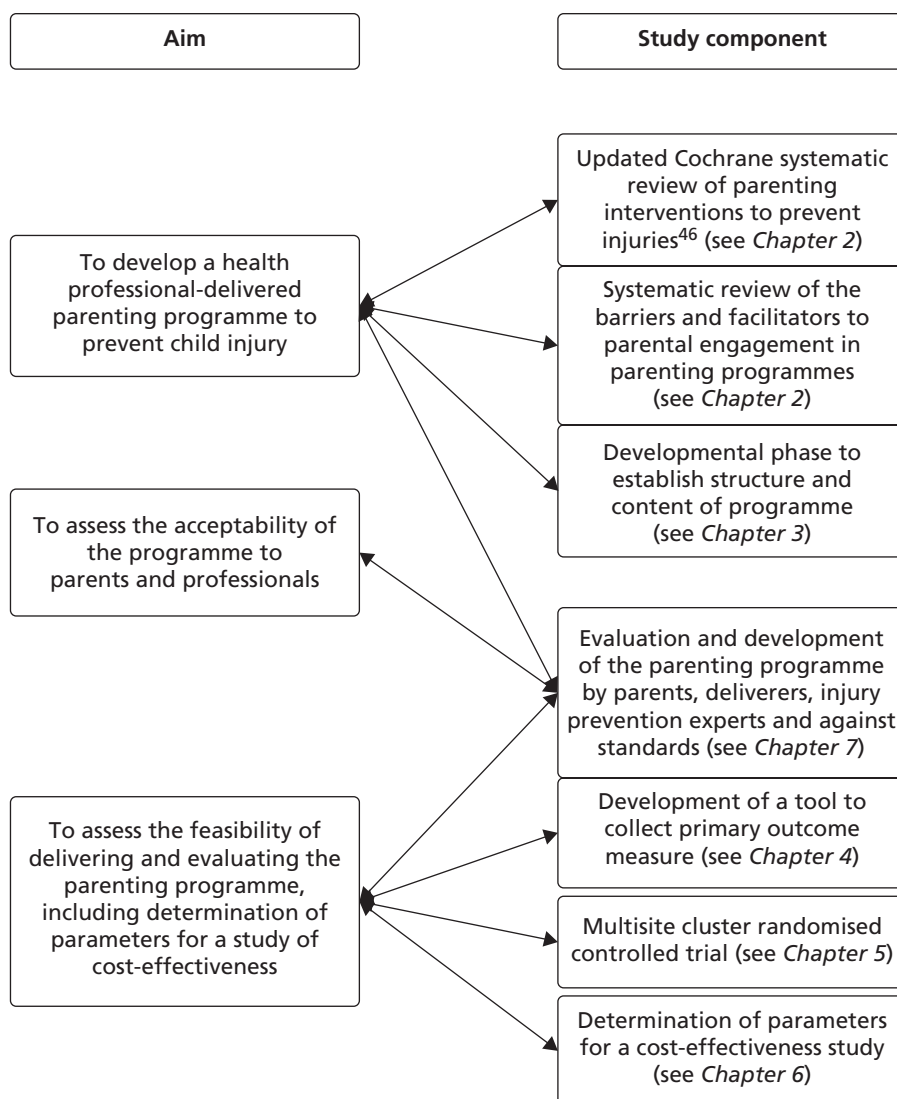 Aim
Study component
Updated Cochrane systematic
review of parenting
interventions to prevent
injuries46 (see Chapter 2)
To develop a health
professional-delivered
parenting programme to
prevent child injury
Systematic review of the
barriers and facilitators to
parental engagement in
parenting programmes
(see Chapter 2)
Developmental phase to
establish structure and
content of programme
(see Chapter 3)
To assess the acceptability of
the programme to
parents and professionals
Evaluation and development
of the parenting programme
by parents, deliverers, injury
prevention experts and against
standards (see Chapter 7)
To assess the feasibility of
delivering and evaluating the
parenting programme,
including determination of
parameters for a study of
cost-effectiveness
Development of a tool to
collect primary outcome
measure (see Chapter 4)
Multisite cluster randomised
controlled trial (see Chapter 5)
Determination of parameters
for a cost-effectiveness study
(see Chapter 6)